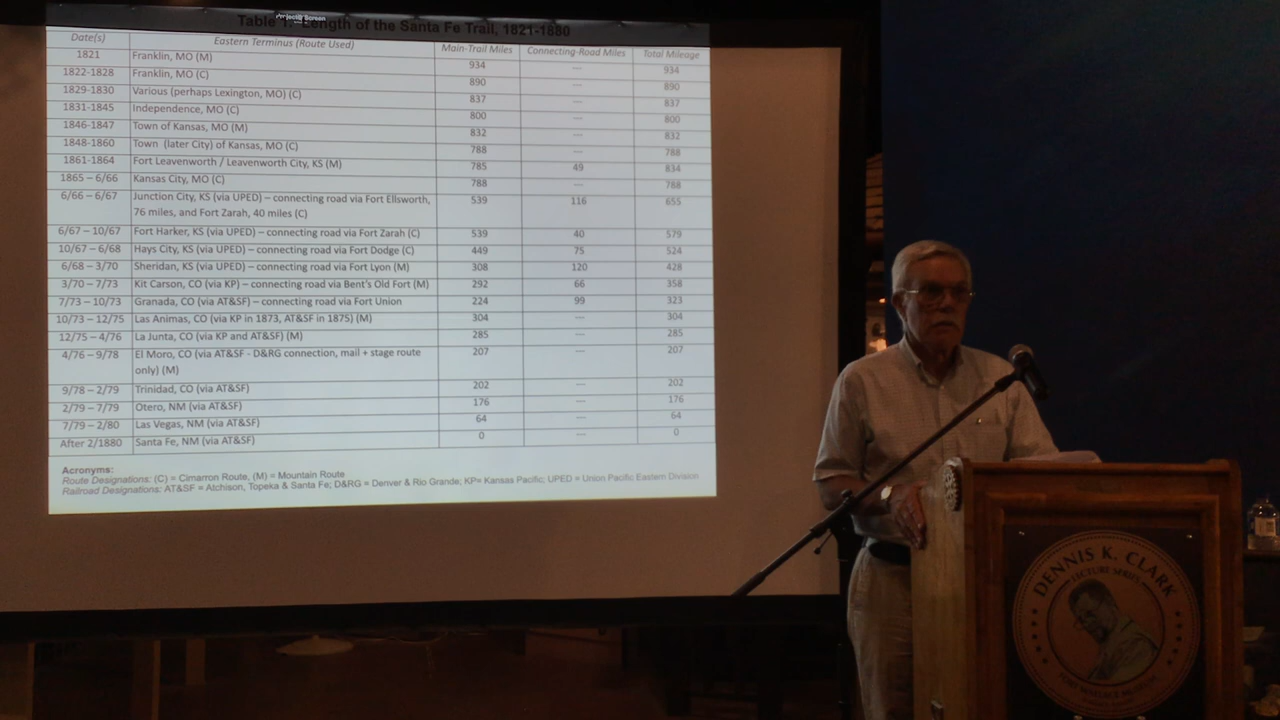 Table 1. Length of the Santa Fe Trail, 1821-1880
Date(s) Eastern Terminus (Route Used) Main-Trail Miles Connecting-Road Miles Total Mileage
1821 Franklin, MO (M) 934 --- 934
1822-1828 Franklin, MO (C) 890 --- 890
1829-1830 Various (perhaps Lexington, MO) (C) 837 --- 837
1831-1845 Independence, MO (C) 800 --- 800
1846-1847 Town of Kansas, MO (M) 832 --- 832
1848-1860 Town (later City) of Kansas, MO (C) 788 --- 788
1861-1864 Fort Leavenworth / Leavenworth City, KS (M) 785 49 834
1865 – 6/66 Kansas City, MO (C) 788 --- 788
6/66 – 6/67 Junction City, KS (via UPED) – connecting road via Fort Ellsworth, 539 116 655
76 miles, and Fort Zarah, 40 miles (C)
6/67 – 10/67 Fort Harker, KS (via UPED) – connecting road via Fort Zarah (C) 539 40 579
10/67 – 6/68 Hays City, KS (via UPED) – connecting road via Fort Dodge (C) 449 75 524
6/68 – 3/70 Sheridan, KS (via UPED) – connecting road via Fort Lyon (M) 308 120 428
3/70 – 7/73 Kit Carson, CO (via KP) – connecting road via Bent's Old Fort (M) 292 66 358
7/73 – 10/73 Granada, CO (via AT&SF) – connecting road via Fort Union 224 99 323
10/73 – 12/75 Las Animas, CO (via KP in 1873, AT&SF in 1875) (M) 304 --- 304
12/75 – 4/76 La Junta, CO (via KP and AT&SF) (M) 285 --- 285
4/76 – 9/78 El Moro, CO (via AT&SF - D&RG connection, mail + stage route 207 --- 207
only) (M)
9/78 – 2/79 Trinidad, CO (via AT&SF) 202 --- 202
2/79 – 7/79 Otero, NM (via AT&SF) 176 --- 176
7/79 – 2/80 Las Vegas, NM (via AT&SF) 64 --- 64
After 2/1880 Santa Fe, NM (via AT&SF) 0 --- 0
Acronyms:
Route Designations: (C) = Cimarron Route, (M) = Mountain Route
Railroad Designations: AT&SF = Atchison, Topeka & Santa Fe; D&RG = Denver & Rio Grande; KP= Kansas Pacific; UPED = Union Pacific Eastern Division
DENNIS K. CLARK
LECTURE SERIES
FORT WALLACE MUSEUM